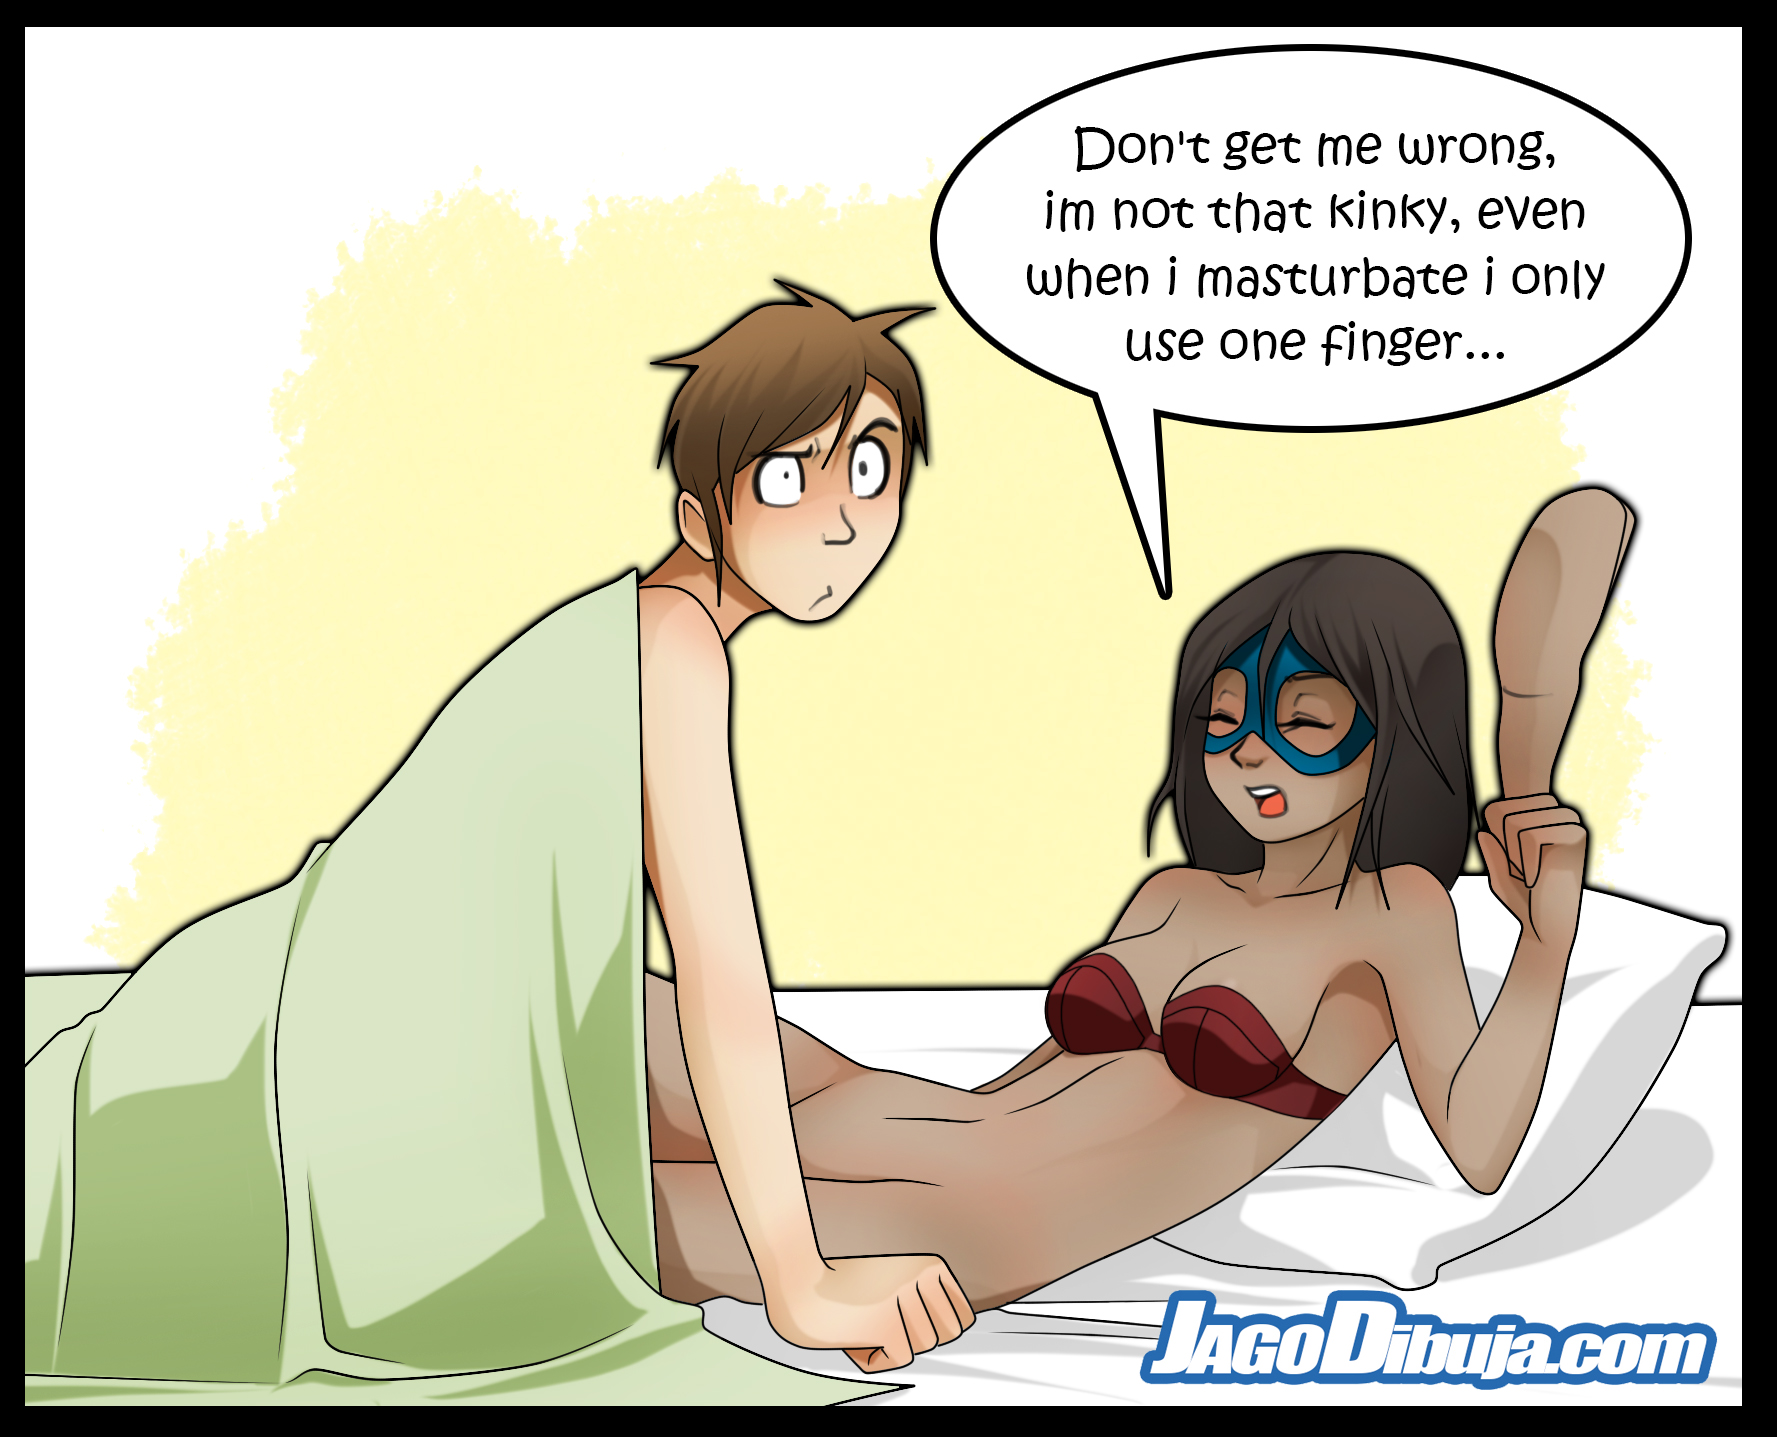 Don't get me wrong,
im not that kinky, even
when i masturbate i only
use one finger...
JAGODibuja.com